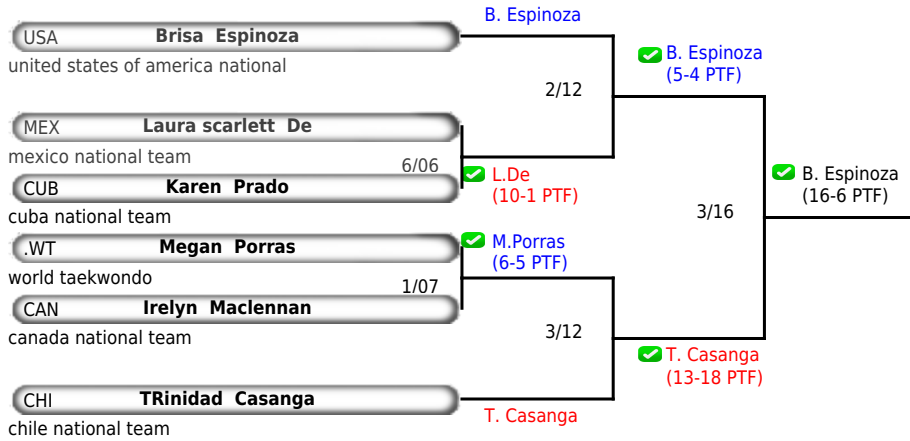 B. Espinoza
USA Brisa Espinoza
united states of america national
B. Espinoza
(5-4 PTF)
2/12
MEX Laura scarlett De
mexico national team
6/06
L.De
(10-1 PTF)
CUB Karen Prado
cuba national team
B. Espinoza
(16-6 PTF)
3/16
.WT Megan Porras
world taekwondo
M.Porras
(6-5 PTF)
1/07
CAN Irelyn Maclennan
canada national team
3/12
T. Casanga
(13-18 PTF)
CHI TRinidad Casanga
chile national team
T. Casanga